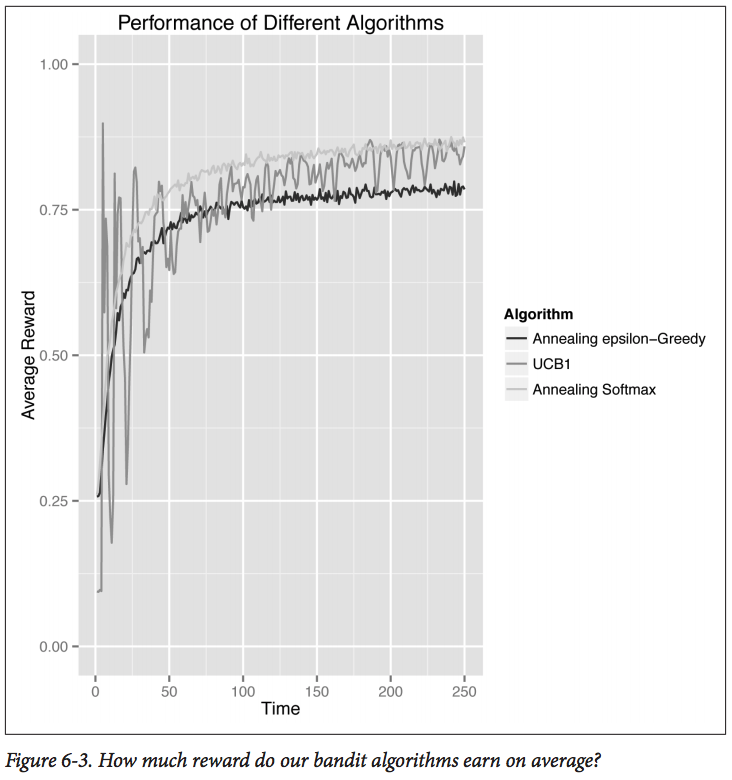 Performance of Different Algorithms
1.00
0.75
0.50
0.25
0.00
Average Reward
0 50 100 150 200 250
Time
Algorithm
Annealing epsilon−Greedy
UCB1
Annealing Softmax
Figure 6-3. How much reward do our bandit algorithms earn on average?